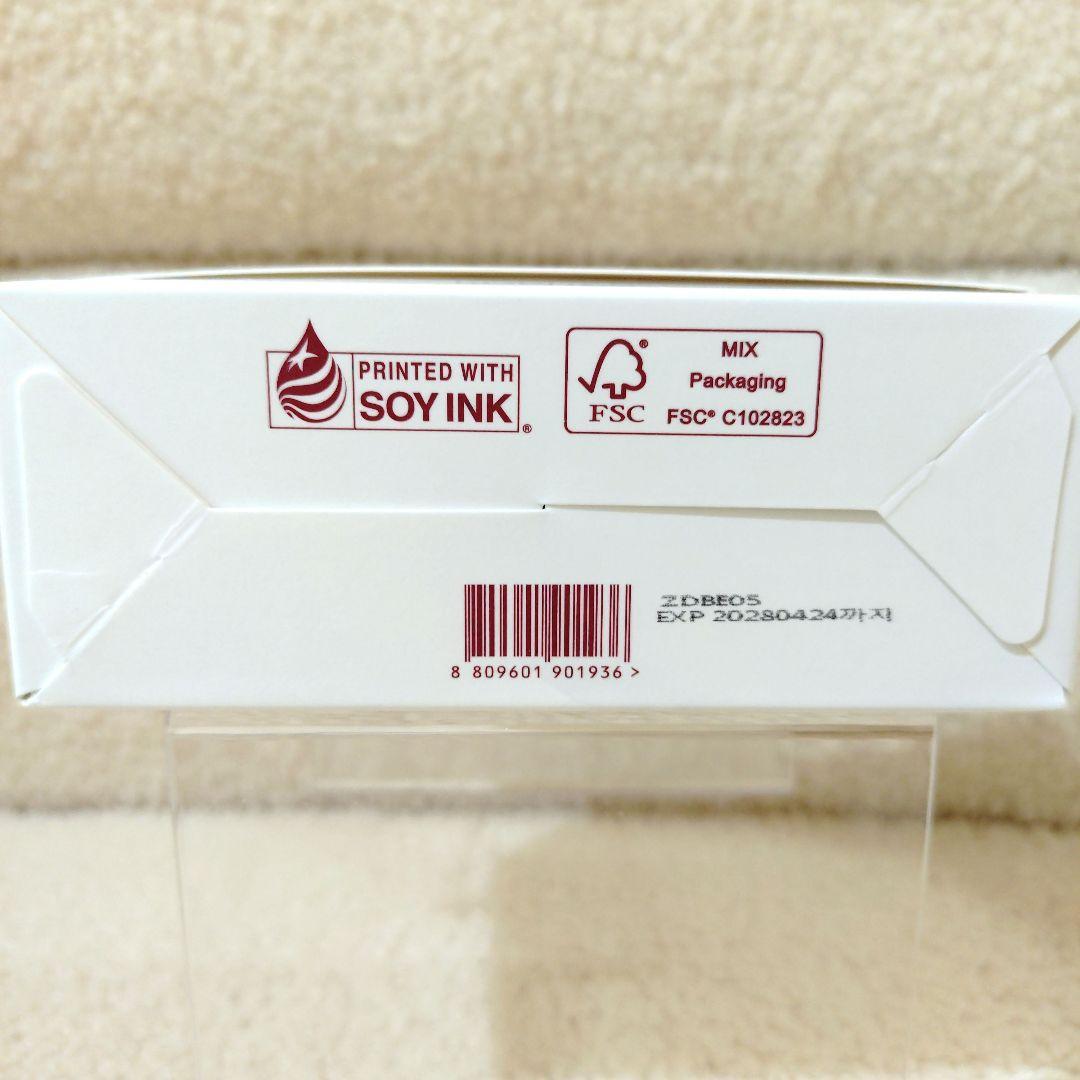 PRINTED WITH
SOY INK
®
®
FSC
MIX
Packaging
FSC® C102823
8 809601 901936 >
ZDBE05
EXP 20280424까지